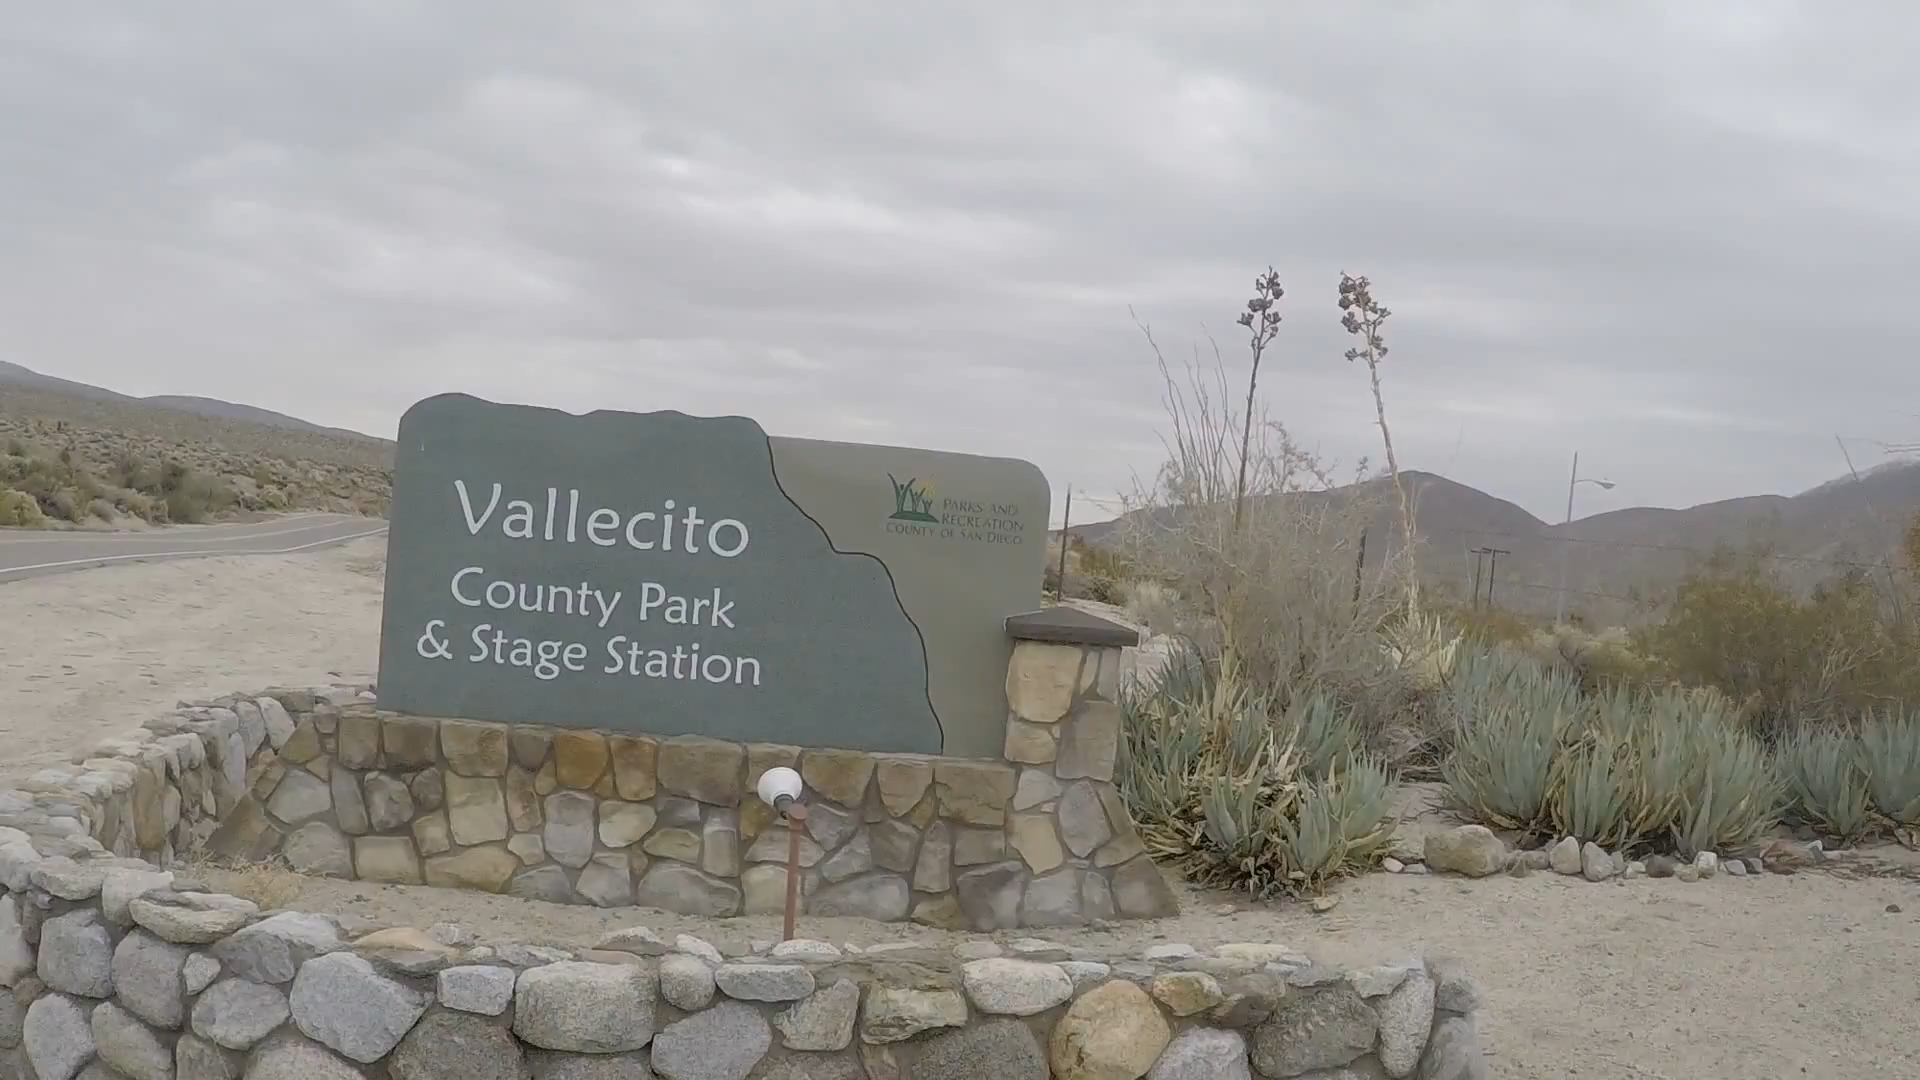 Vallecito
County Park
& Stage Station
PARKS AND
RECREATION
COUNTY OF SAN DIEGO